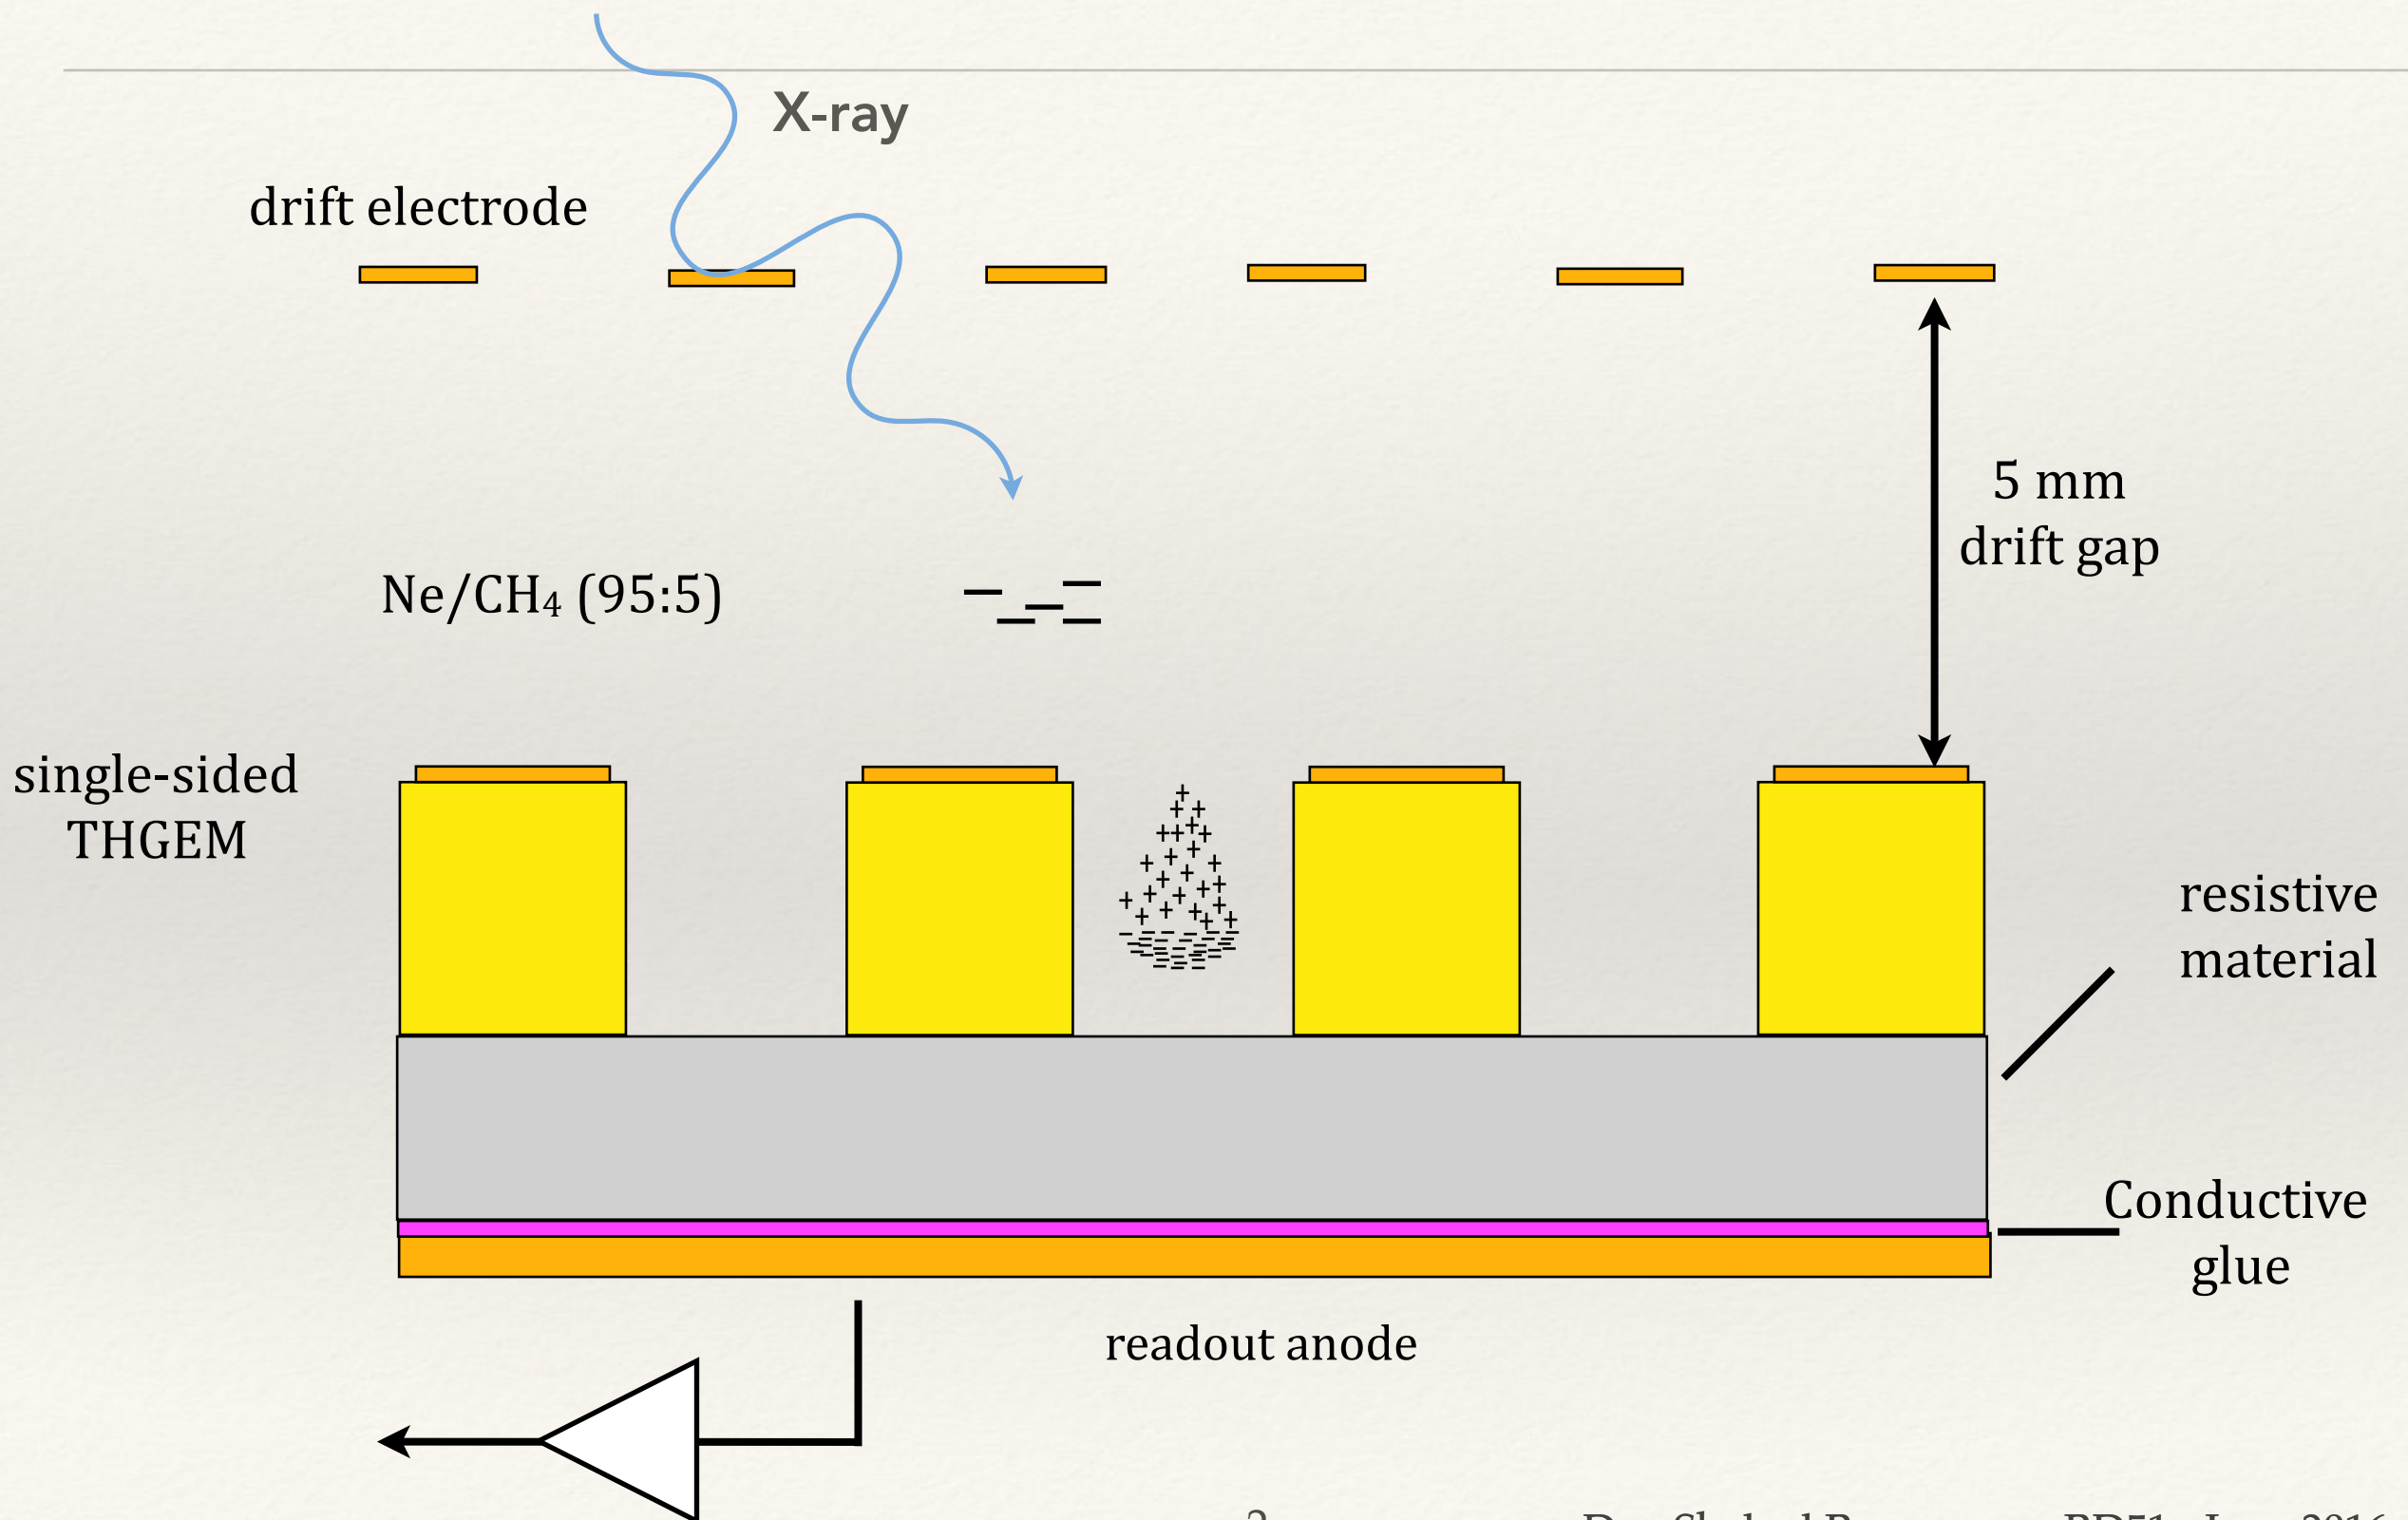 X-ray
drift electrode
5 mm
drift gap
Ne/CH₄ (95:5)
single-sided
THGEM
resistive
material
Conductive
glue
readout anode